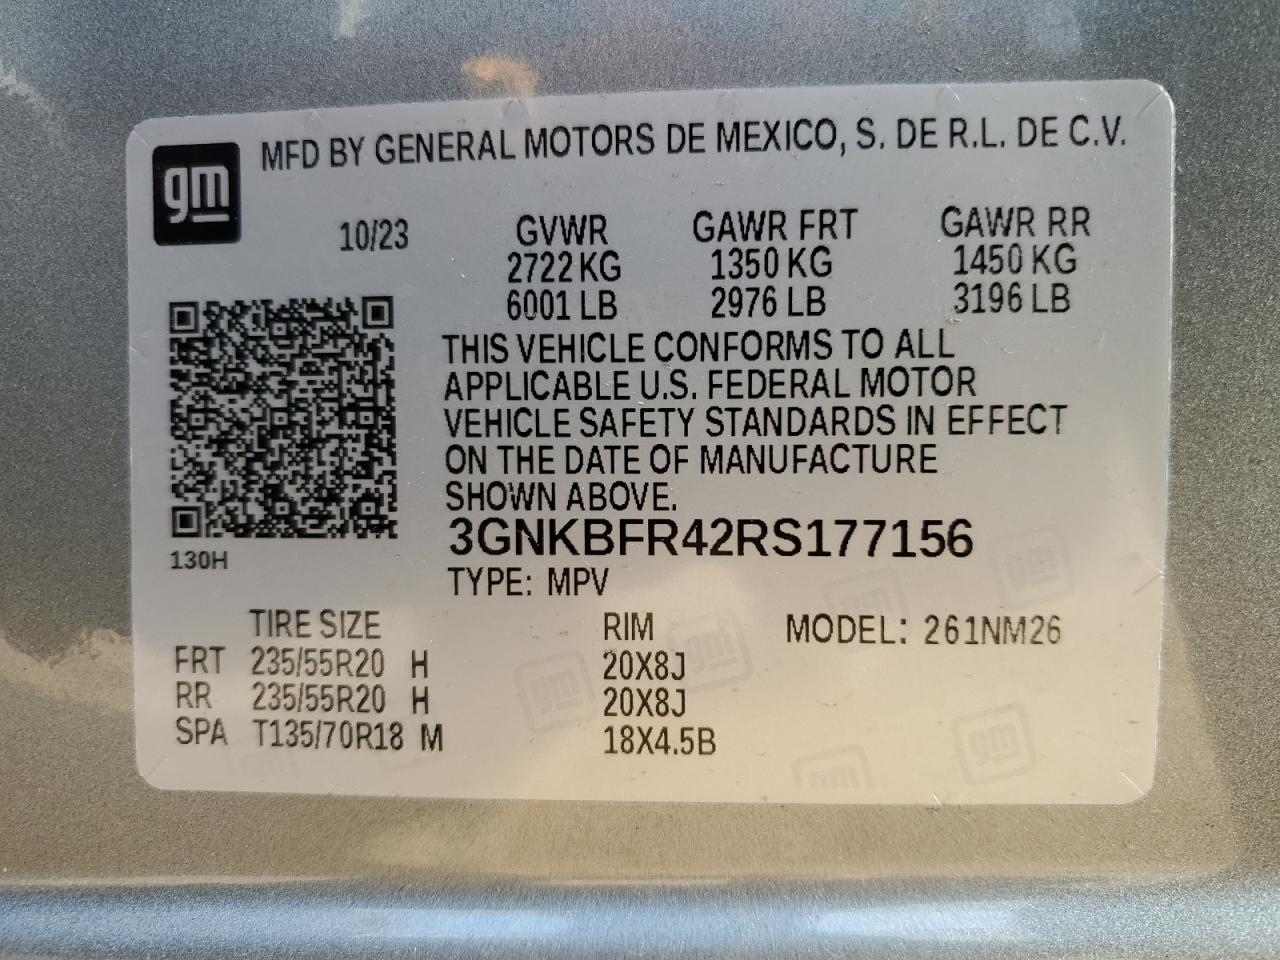 gm MFD BY GENERAL MOTORS DE MEXICO, S. DE R.L. DE C.V.
10/23 GVWR GAWR FRT GAWR RR
2722 KG 1350 KG 1450 KG
6001 LB 2976 LB 3196 LB
THIS VEHICLE CONFORMS TO ALL
APPLICABLE U.S. FEDERAL MOTOR
VEHICLE SAFETY STANDARDS IN EFFECT
ON THE DATE OF MANUFACTURE
SHOWN ABOVE.
3GNKBFR42RS177156
130H
TYPE: MPV
TIRE SIZE RIM MODEL: 261NM26
FRT 235/55R20 H 20X8J
RR 235/55R20 H 20X8J
SPA T135/70R18 M 18X4.5B